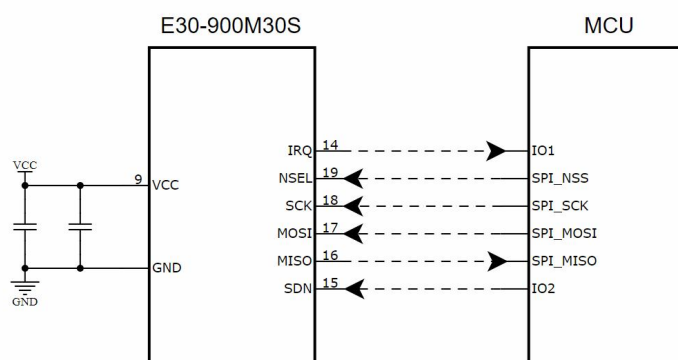 E30-900M30S MCU
IRQ 14 IO1
VCC 9 VCC NSEL 19 SPI_NSS
SCK 18 SPI_SCK
MOSI 17 SPI_MOSI
GND MISO 16 SPI_MISO
GND SDN 15 IO2